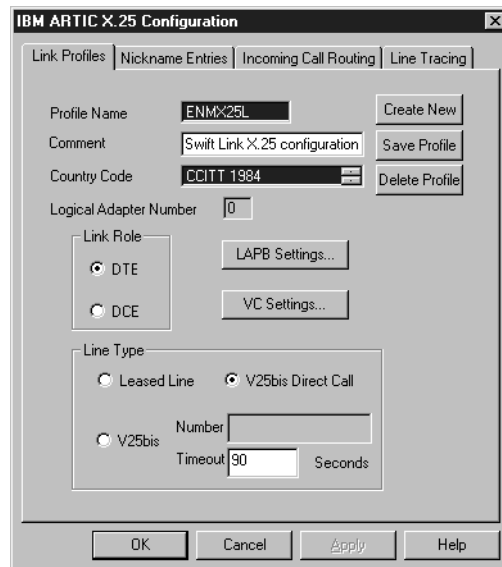 IBM ARTIC X.25 Configuration
Link Profiles
Nickname Entries
Incoming Call Routing
Line Tracing
Profile Name
ENMX25L
Create New
Comment
Swift Link X.25 configuration
Save Profile
Country Code
CCITT 1984
Delete Profile
Logical Adapter Number
0
Link Role
DTE
DCE
LAPB Settings...
VC Settings...
Line Type
Leased Line
V25bis Direct Call
V25bis
Number
Timeout
90
Seconds
OK
Cancel
Apply
Help